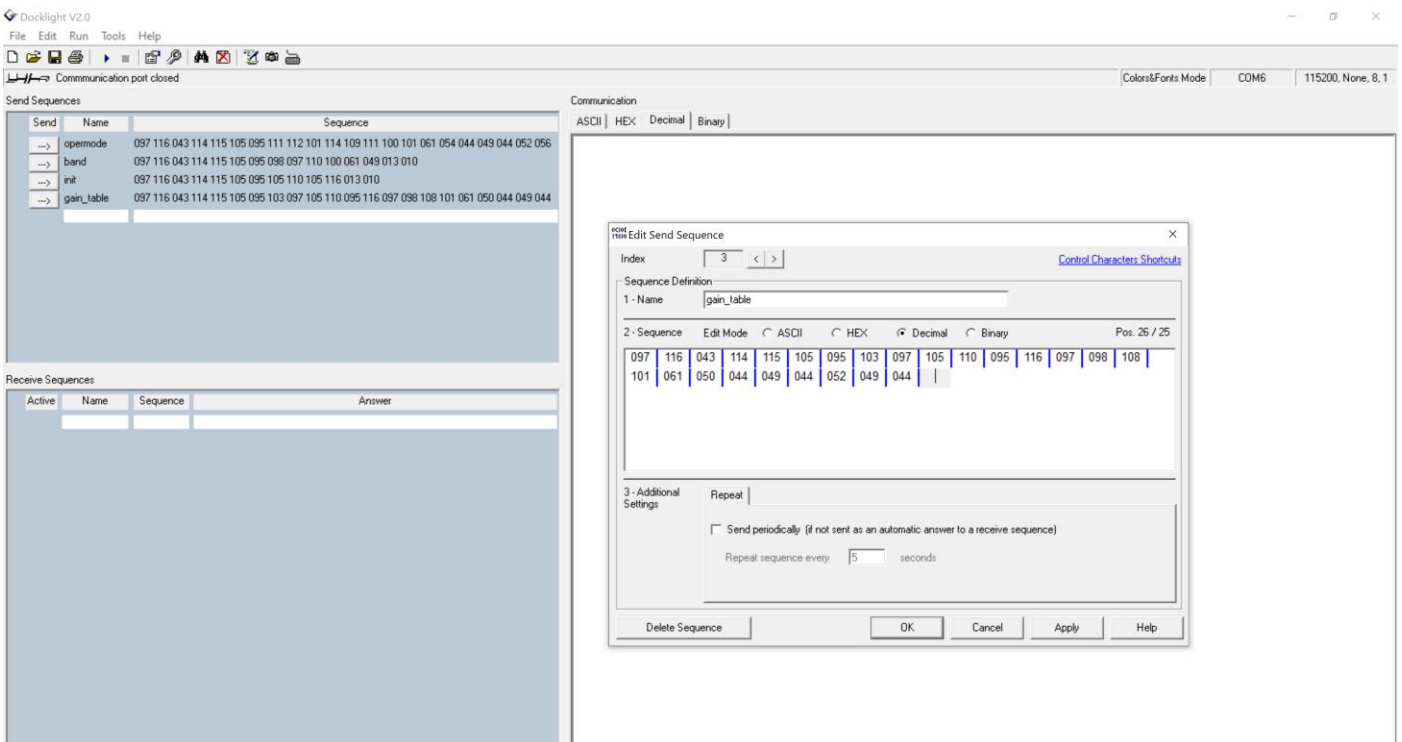 Docklight V2.0
File Edit Run Tools Help
Commmunication port closed
Colors&Fonts Mode COM6 115200, None, 8, 1
Send Sequences
Send Name Sequence
---> opermode 097 116 043 114 115 105 095 111 112 101 114 109 111 100 101 061 054 044 049 044 052 056
---> band 097 116 043 114 115 105 095 098 097 110 100 061 049 013 010
---> init 097 116 043 114 115 105 095 105 110 105 116 013 010
---> gain_table 097 116 043 114 115 105 095 103 097 105 110 095 116 097 098 108 101 061 050 044 049 044
Receive Sequences
Active Name Sequence Answer
Communication
ASCII HEX Decimal Binary
Edit Send Sequence
Index 3 < >
Control Characters Shortcuts
Sequence Definition
1 - Name gain_table
2 - Sequence Edit Mode ASCII HEX Decimal Binary Pos. 26 / 25
097 116 043 114 115 105 095 103 097 105 110 095 116 097 098 108
101 061 050 044 049 044 052 049 044
3 - Additional
Settings
Repeat
Send periodically (if not sent as an automatic answer to a receive sequence)
Repeat sequence every 5 seconds
Delete Sequence OK Cancel Apply Help